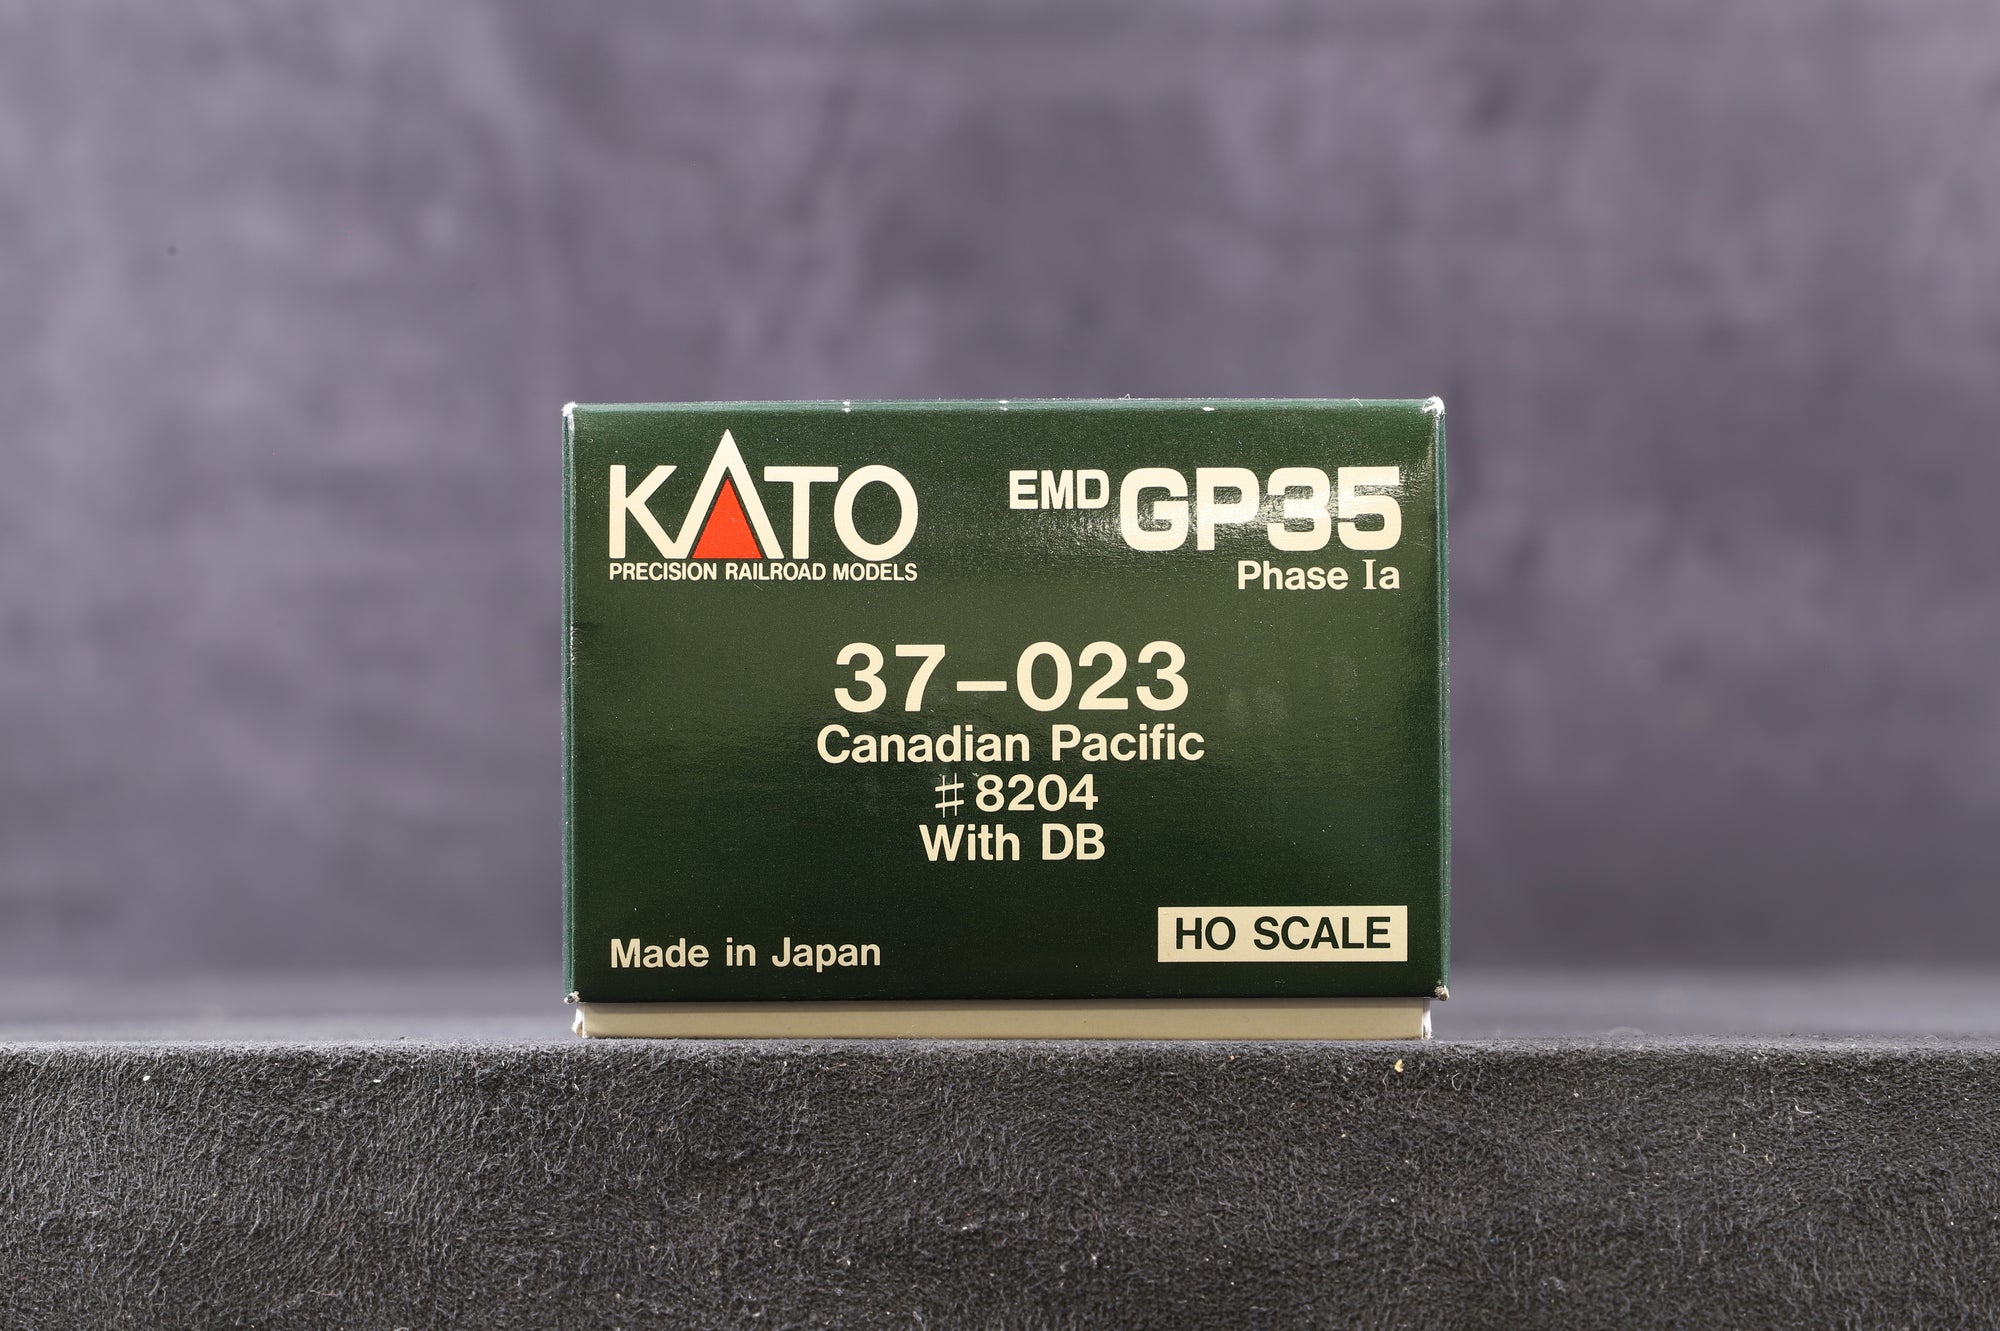 KATO
PRECISION RAILROAD MODELS
EMD GP35
Phase Ia
37-023
Canadian Pacific
#8204
With DB
Made in Japan
HO SCALE